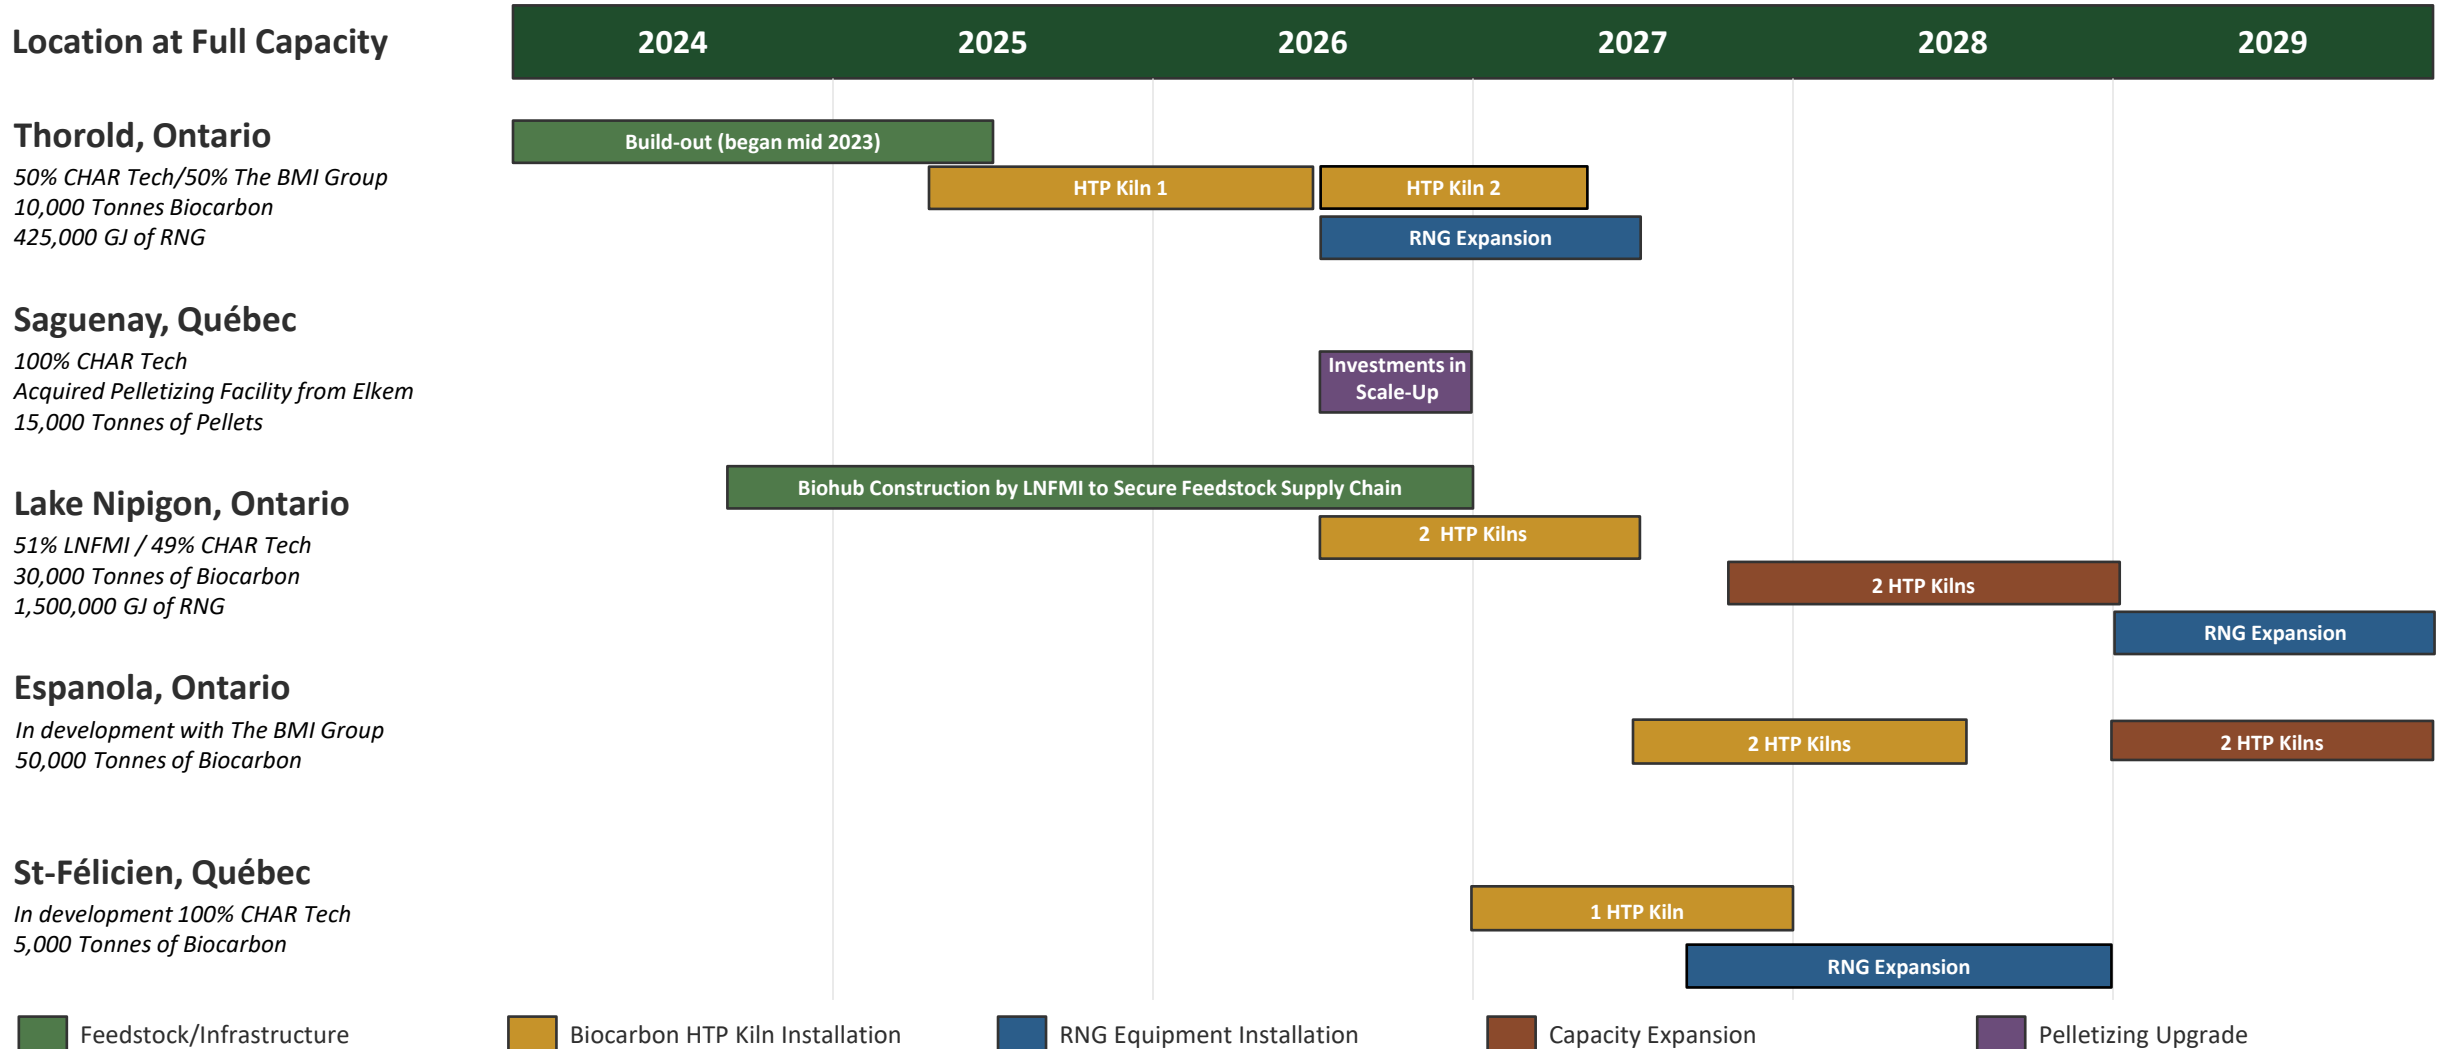 Location at Full Capacity
2024 2025 2026 2027 2028 2029
Thorold, Ontario
50% CHAR Tech/50% The BMI Group
10,000 Tonnes Biocarbon
425,000 GJ of RNG
Build-out (began mid 2023)
HTP Kiln 1
HTP Kiln 2
RNG Expansion
Saguenay, Québec
100% CHAR Tech
Acquired Pelletizing Facility from Elkem
15,000 Tonnes of Pellets
Investments in
Scale-Up
Lake Nipigon, Ontario
51% LNFMI / 49% CHAR Tech
30,000 Tonnes of Biocarbon
1,500,000 GJ of RNG
Biohub Construction by LNFMI to Secure Feedstock Supply Chain
2 HTP Kilns
2 HTP Kilns
RNG Expansion
Espanola, Ontario
In development with The BMI Group
50,000 Tonnes of Biocarbon
2 HTP Kilns
2 HTP Kilns
St-Félicien, Québec
In development 100% CHAR Tech
5,000 Tonnes of Biocarbon
1 HTP Kiln
RNG Expansion
Feedstock/Infrastructure
Biocarbon HTP Kiln Installation
RNG Equipment Installation
Capacity Expansion
Pelletizing Upgrade